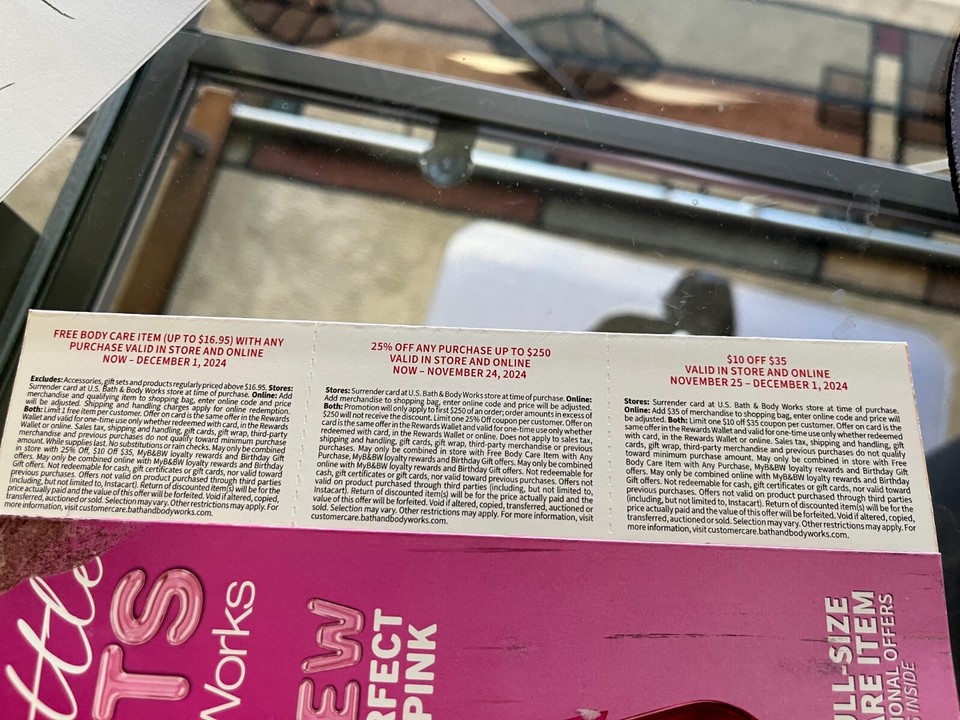 FREE BODY CARE ITEM (UP TO $16.95) WITH ANY
PURCHASE VALID IN STORE AND ONLINE
NOW – DECEMBER 1, 2024
Excludes: Accessories, gift sets and products regularly priced above $16.95. Stores:
Surrender card at U.S. Bath & Body Works store at time of purchase. Online: Add
merchandise and qualifying item to shopping bag, enter online code and price
will be adjusted. Shipping and handling charges apply for online redemption.
Both: Limit 1 free item per customer. Offer on card is the same offer in the Rewards
Wallet and valid for one-time use only whether redeemed with card, in the Rewards
Wallet or online. Sales tax, shipping and handling, gift cards, gift wrap, third-party
merchandise and previous purchases do not qualify toward minimum purchase
amount. While supplies last. No substitutions or rain checks. May only be combined
in store with 25% Off, $10 Off $35, MyB&BW loyalty rewards and Birthday Gift
offers. May only be combined online with MyB&BW loyalty rewards and Birthday
Gift offers. Not redeemable for cash, gift certificates or gift cards, nor valid toward
previous purchases. Offers not valid on product purchased through third parties
(including, but not limited to, Instacart). Return of discounted item(s) will be for the
price actually paid and the value of this offer will be forfeited. Void if altered, copied,
transferred, auctioned or sold. Selection may vary. Other restrictions may apply. For
more information, visit customercare.bathandbodyworks.com.
25% OFF ANY PURCHASE UP TO $250
VALID IN STORE AND ONLINE
NOW – NOVEMBER 24, 2024
Stores: Surrender card at U.S. Bath & Body Works store at time of purchase. Online:
Add merchandise to shopping bag, enter online code and price will be adjusted.
Both: Promotion will only apply to first $250 of an order; order amounts in excess of
$250 will not receive the discount. Limit one 25% Off coupon per customer. Offer on
card is the same offer in the Rewards Wallet and valid for one-time use only whether
redeemed with card, in the Rewards Wallet or online. Does not apply to sales tax,
shipping and handling, gift cards, gift wrap, third-party merchandise or previous
purchases. May only be combined in store with Free Body Care Item with Any
Purchase, MyB&BW loyalty rewards and Birthday Gift offers. May only be combined
online with MyB&BW loyalty rewards and Birthday Gift offers. Not redeemable for
cash, gift certificates or gift cards, nor valid toward previous purchases. Offers not
valid on product purchased through third parties (including, but not limited to,
Instacart). Return of discounted item(s) will be for the price actually paid and the
value of this offer will be forfeited. Void if altered, copied, transferred, auctioned or
sold. Selection may vary. Other restrictions may apply. For more information, visit
customercare.bathandbodyworks.com.
$10 OFF $35
VALID IN STORE AND ONLINE
NOVEMBER 25 – DECEMBER 1, 2024
Stores: Surrender card at U.S. Bath & Body Works store at time of purchase.
Online: Add $35 of merchandise to shopping bag, enter online code and price will
be adjusted. Both: Limit one $10 Off $35 coupon per customer. Offer on card is the
same offer in the Rewards Wallet and valid for one-time use only whether redeemed
with card, in the Rewards Wallet or online. Sales tax, shipping and handling, gift
cards, gift wrap, third-party merchandise and previous purchases do not qualify
toward minimum purchase amount. May only be combined in store with Free
Body Care Item with Any Purchase, MyB&BW loyalty rewards and Birthday Gift
offers. May only be combined online with MyB&BW loyalty rewards and Birthday
Gift offers. Not redeemable for cash, gift certificates or gift cards, nor valid toward
previous purchases. Offers not valid on product purchased through third parties
(including, but not limited to, Instacart). Return of discounted item(s) will be for the
price actually paid and the value of this offer will be forfeited. Void if altered, copied,
transferred, auctioned or sold. Selection may vary. Other restrictions may apply. For
more information, visit customercare.bathandbodyworks.com.
ttle
TS
Works
EW
RFECT
PINK
ULL-SIZE
RE ITEM
ONAL OFFERS
INSIDE